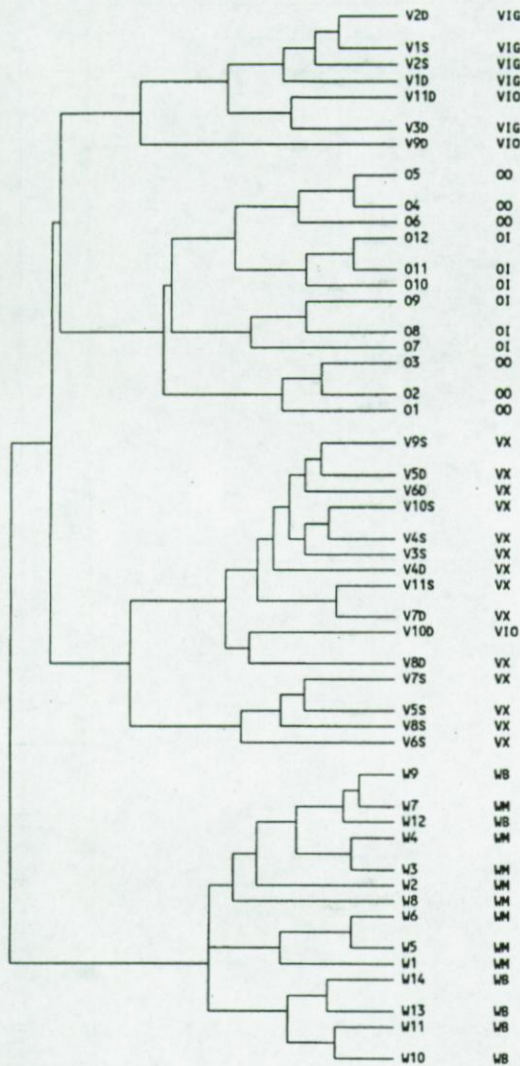 V2D VIG
V1S VIG
V2S VIG
V1D VIG
V11D VIO
V3D VIG
V9D VIO
O5 OO
O4 OO
O6 OO
O12 OI
O11 OI
O10 OI
O9 OI
O8 OI
O7 OI
O3 OO
O2 OO
O1 OO
V9S VX
V5D VX
V6D VX
V10S VX
V4S VX
V3S VX
V4D VX
V11S VX
V7D VX
V10D VIO
V8D VX
V7S VX
V5S VX
V8S VX
V6S VX
W9 WB
W7 WM
W12 WB
W4 WM
W3 WM
W2 WM
W8 WM
W6 WM
W5 WM
W1 WM
W14 WB
W13 WB
W11 WB
W10 WB